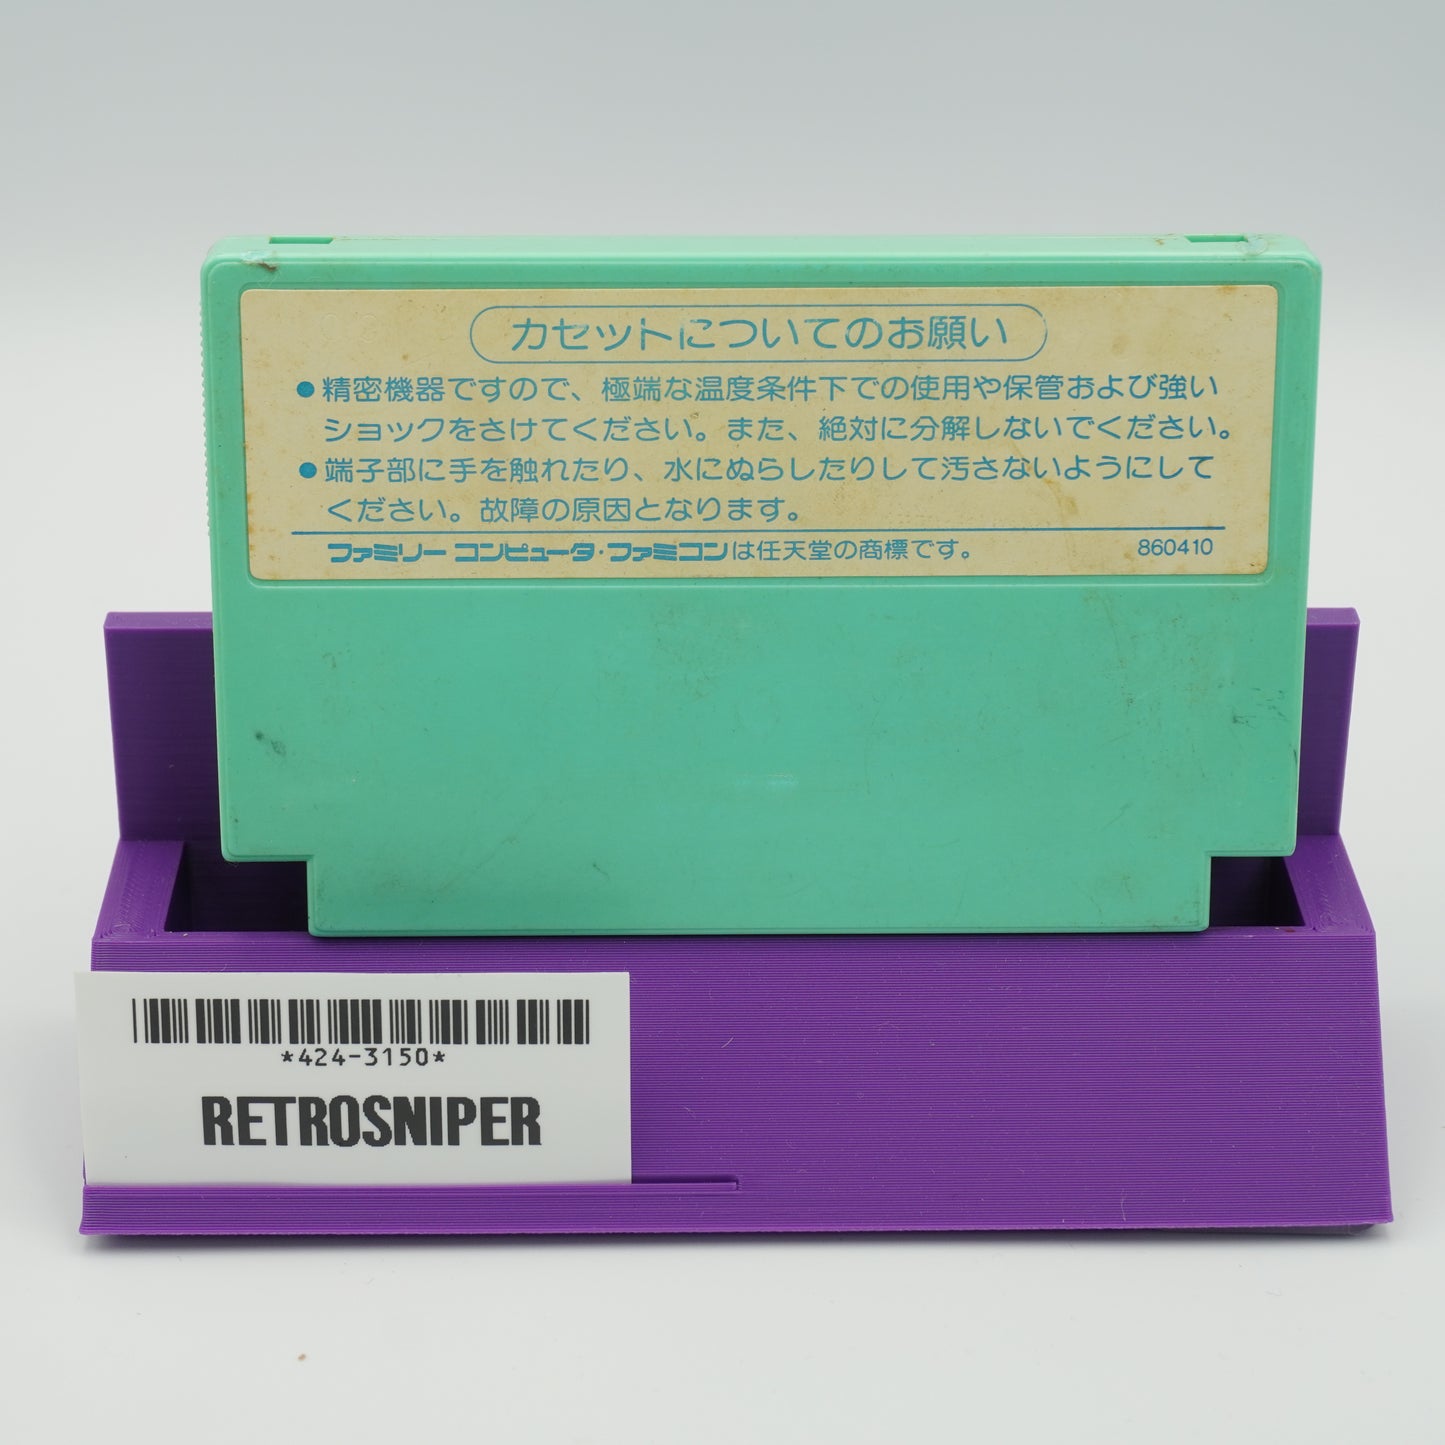 カセットについてのお願い
●精密機器ですので、極端な温度条件下での使用や保管および強い
ショックをさけてください。また、絶対に分解しないでください。
●端子部に手を触れたり、水にぬらしたりして汚さないようにして
ください。故障の原因となります。
ファミリーコンピュータ・ファミコンは任天堂の商標です。 860410
*424-3150*
RETROSNIPER